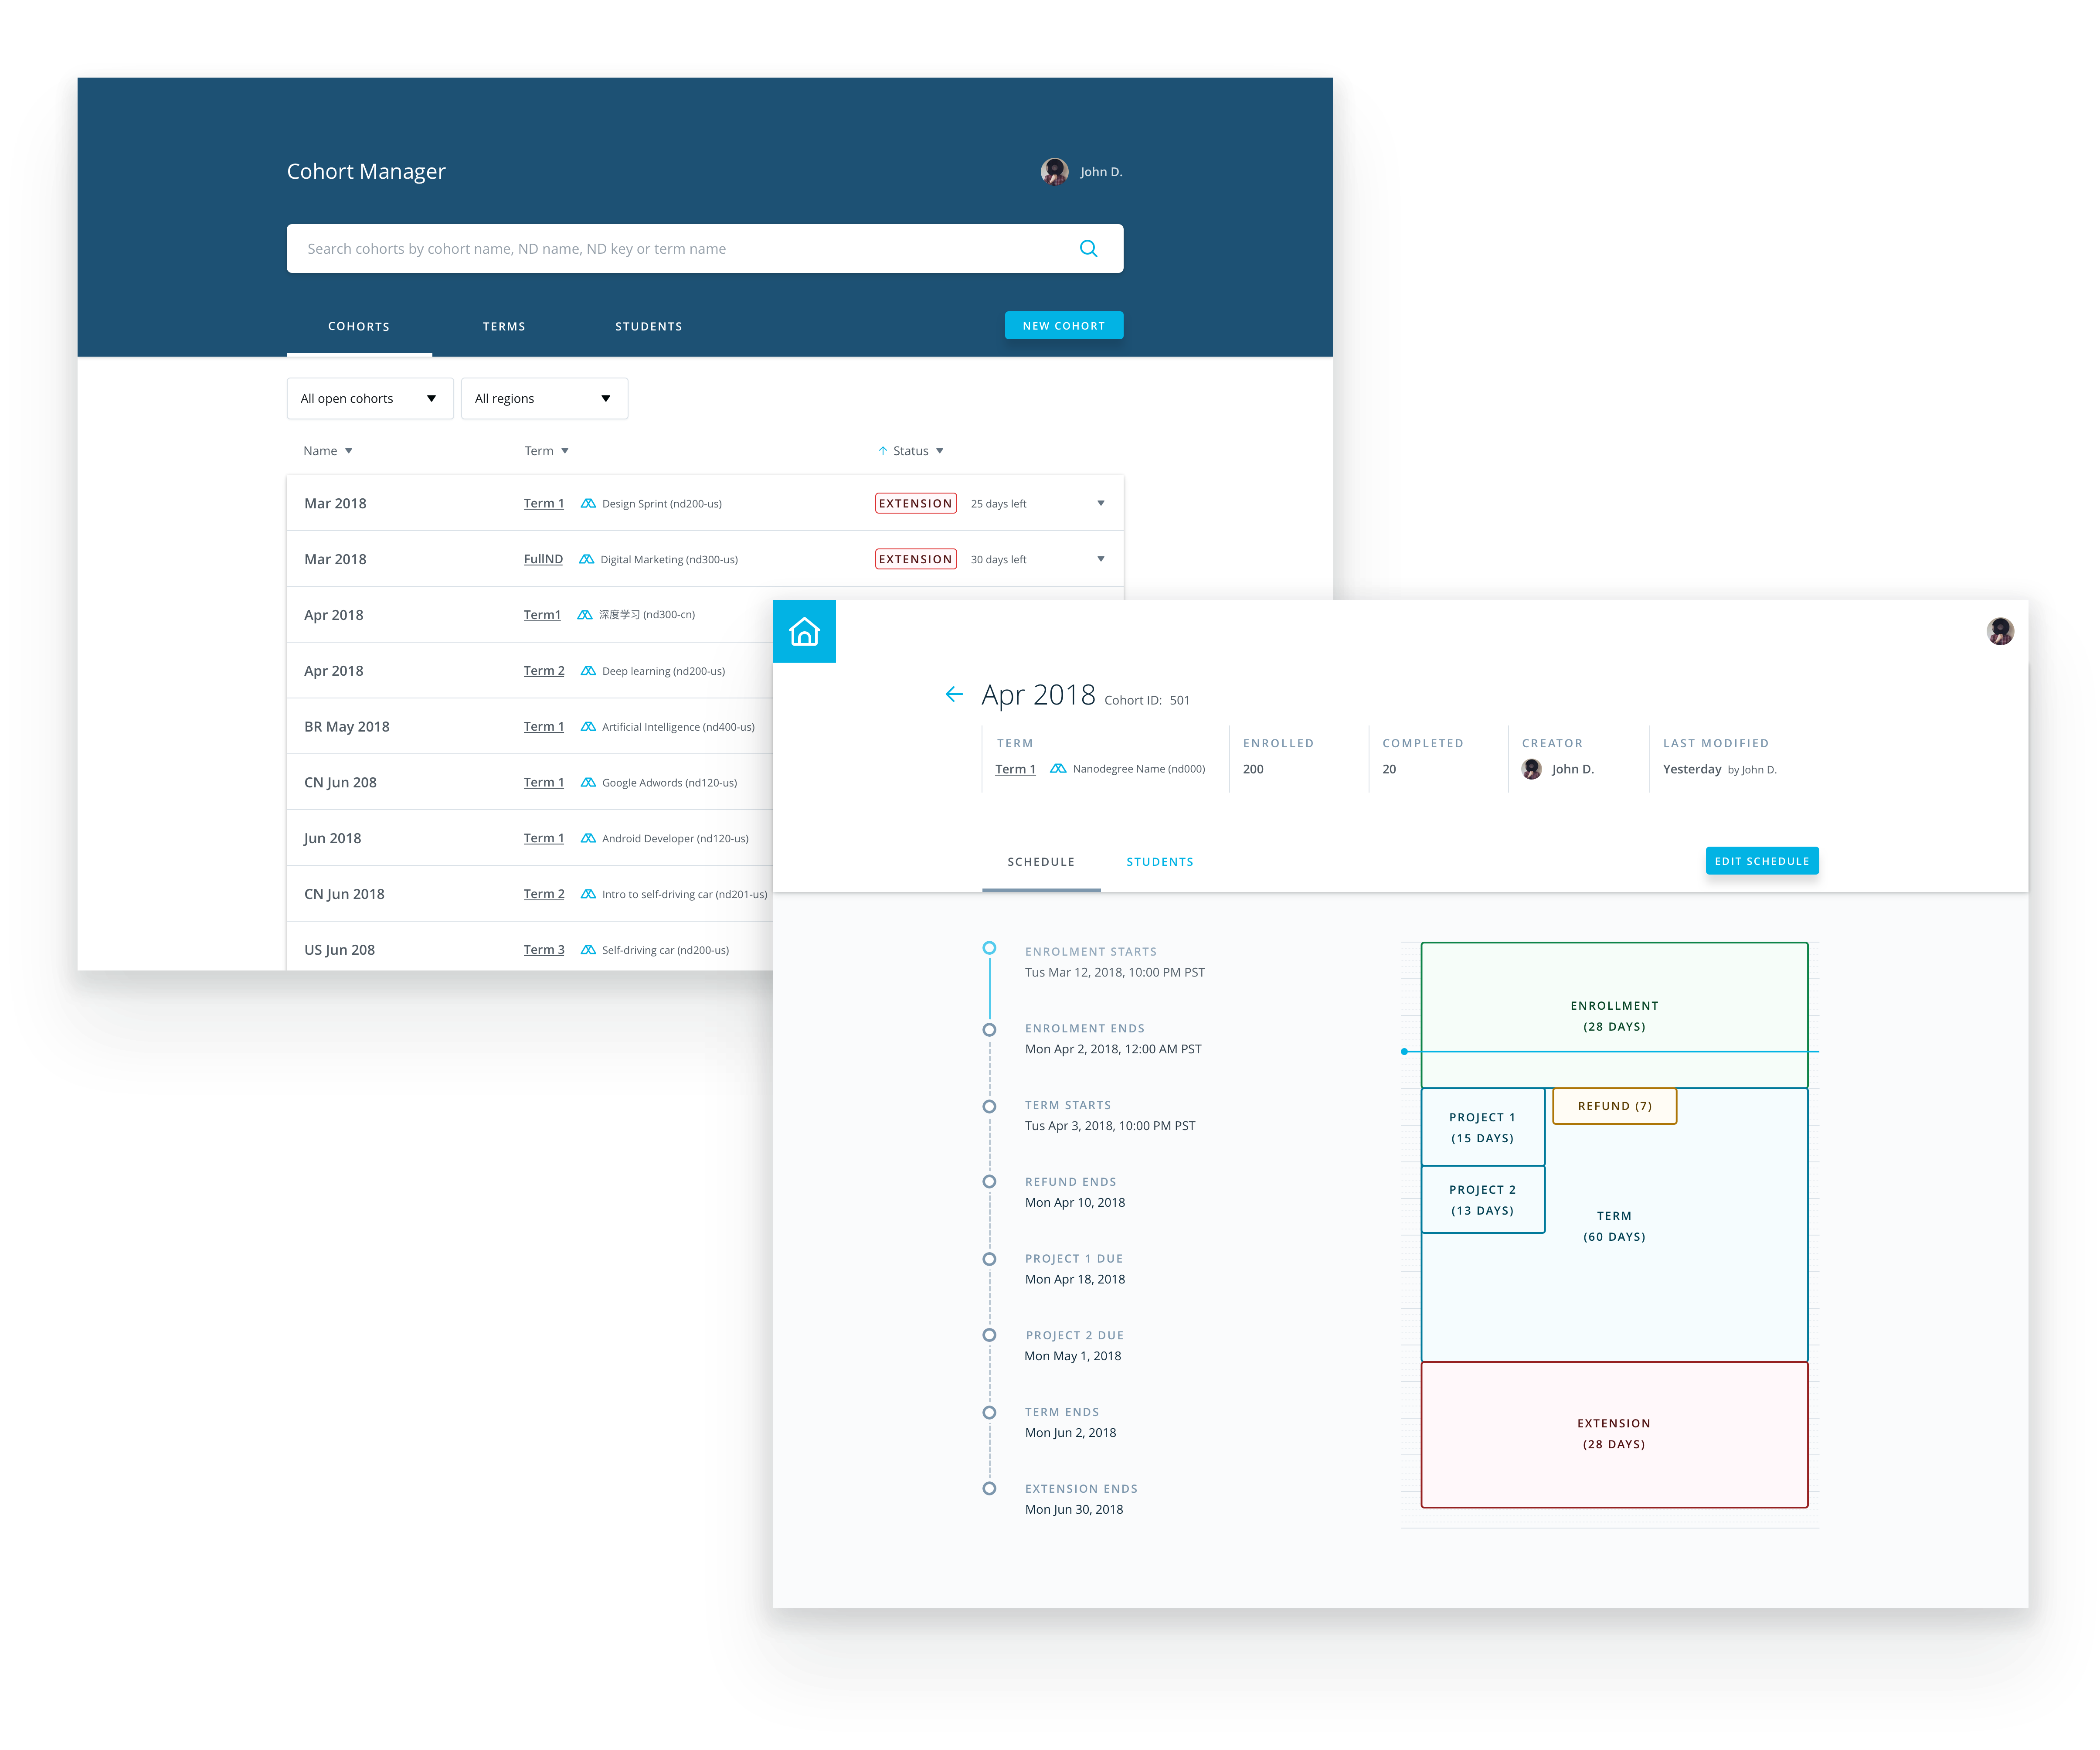 Cohort Manager
John D.
Search cohorts by cohort name, ND name, ND key or term name
COHORTS TERMS STUDENTS NEW COHORT
All open cohorts All regions
Name Term Status
Mar 2018 Term 1 Design Sprint (nd200-us) EXTENSION 25 days left
Mar 2018 FullND Digital Marketing (nd300-us) EXTENSION 30 days left
Apr 2018 Term1 深度学习 (nd300-cn)
Apr 2018 Term 2 Deep learning (nd200-us)
BR May 2018 Term 1 Artificial Intelligence (nd400-us)
CN Jun 208 Term 1 Google Adwords (nd120-us)
Jun 2018 Term 1 Android Developer (nd120-us)
CN Jun 2018 Term 2 Intro to self-driving car (nd201-us)
US Jun 208 Term 3 Self-driving car (nd200-us)
Apr 2018 Cohort ID: 501
TERM ENROLLED COMPLETED CREATOR LAST MODIFIED
Term 1 Nanodegree Name (nd000) 200 20 John D. Yesterday by John D.
SCHEDULE STUDENTS EDIT SCHEDULE
ENROLMENT STARTS
Tus Mar 12, 2018, 10:00 PM PST
ENROLMENT ENDS
Mon Apr 2, 2018, 12:00 AM PST
TERM STARTS
Tus Apr 3, 2018, 10:00 PM PST
REFUND ENDS
Mon Apr 10, 2018
PROJECT 1 DUE
Mon Apr 18, 2018
PROJECT 2 DUE
Mon May 1, 2018
TERM ENDS
Mon Jun 2, 2018
EXTENSION ENDS
Mon Jun 30, 2018
ENROLLMENT
(28 DAYS)
PROJECT 1
(15 DAYS)
REFUND (7)
PROJECT 2
(13 DAYS)
TERM
(60 DAYS)
EXTENSION
(28 DAYS)